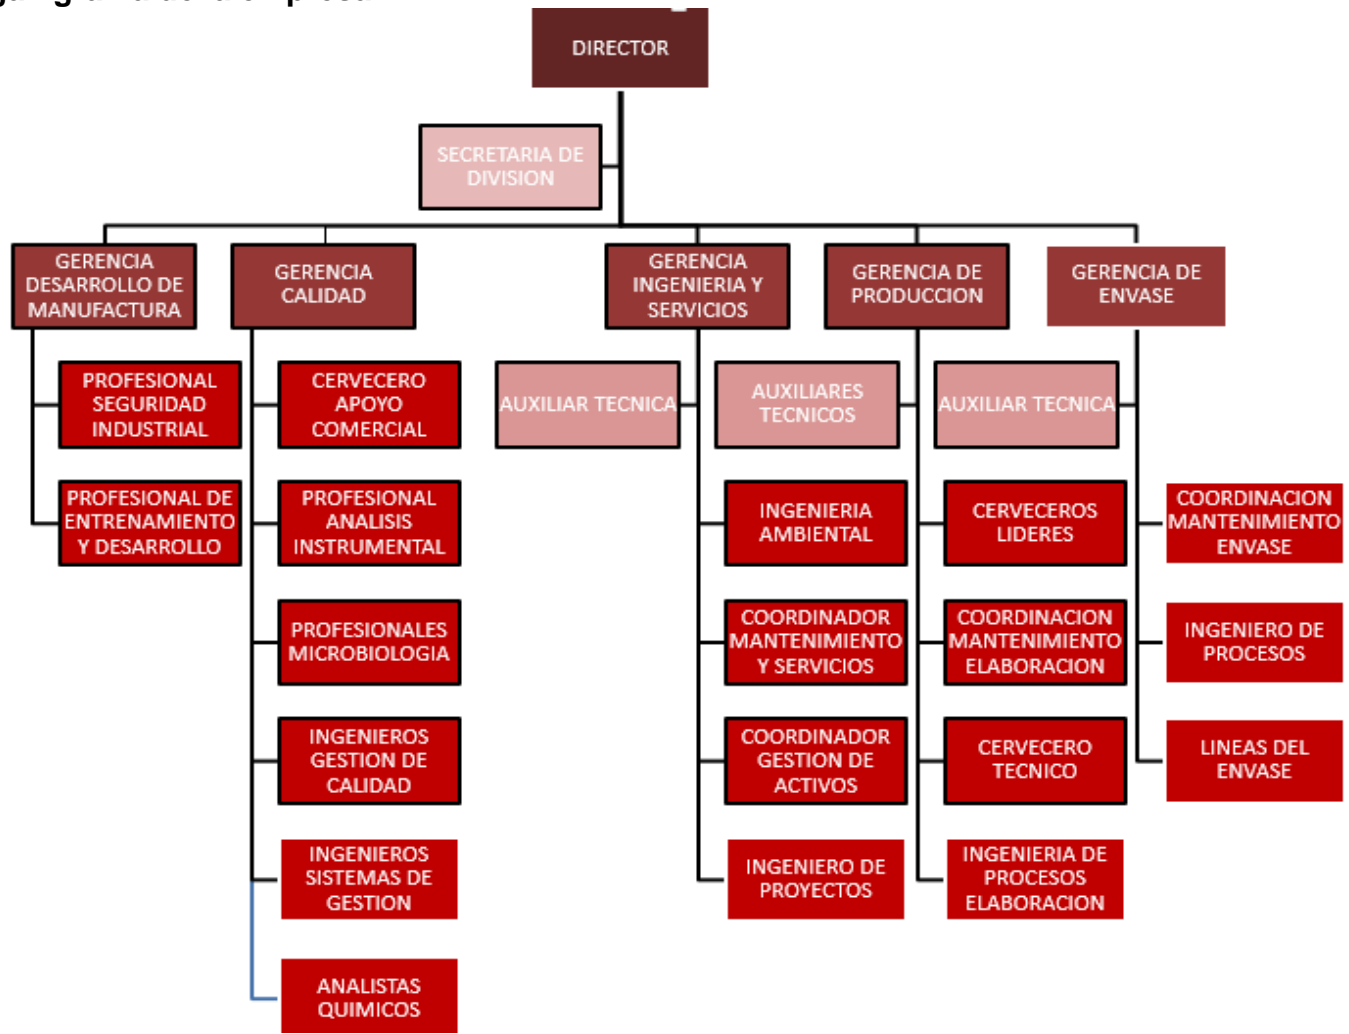 DIRECTOR
SECRETARIA DE
DIVISION
GERENCIA
DESARROLLO DE
MANUFACTURA
GERENCIA
CALIDAD
GERENCIA
INGENIERIA Y
SERVICIOS
GERENCIA DE
PRODUCCION
GERENCIA DE
ENVASE
PROFESIONAL
SEGURIDAD
INDUSTRIAL
CERVECERO
APOYO
COMERCIAL
AUXILIAR TECNICA
AUXILIARES
TECNICOS
AUXILIAR TECNICA
PROFESIONAL DE
ENTRENAMIENTO
Y DESARROLLO
PROFESIONAL
ANALISIS
INSTRUMENTAL
INGENIERIA
AMBIENTAL
CERVECEROS
LIDERES
COORDINACION
MANTENIMIENTO
ENVASE
PROFESIONALES
MICROBIOLOGIA
COORDINADOR
MANTENIMIENTO
Y SERVICIOS
COORDINACION
MANTENIMIENTO
ELABORACION
INGENIERO DE
PROCESOS
INGENIEROS
GESTION DE
CALIDAD
COORDINADOR
GESTION DE
ACTIVOS
CERVECERO
TECNICO
LINEAS DEL
ENVASE
INGENIEROS
SISTEMAS DE
GESTION
INGENIERO DE
PROYECTOS
INGENIERIA DE
PROCESOS
ELABORACION
ANALISTAS
QUIMICOS